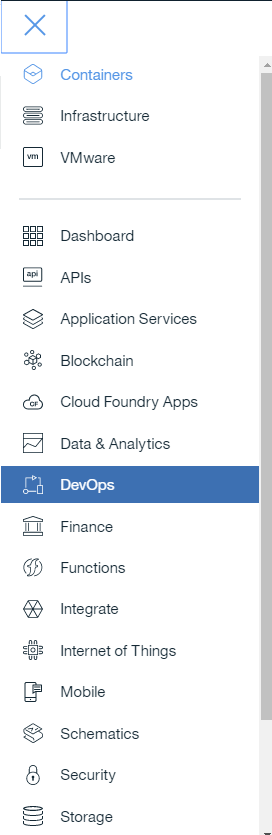 Containers
Infrastructure
vm
VMware
Dashboard
api
APIs
Application Services
Blockchain
CF
Cloud Foundry Apps
Data & Analytics
DevOps
Finance
Functions
Integrate
Internet of Things
Mobile
Schematics
Security
Storage